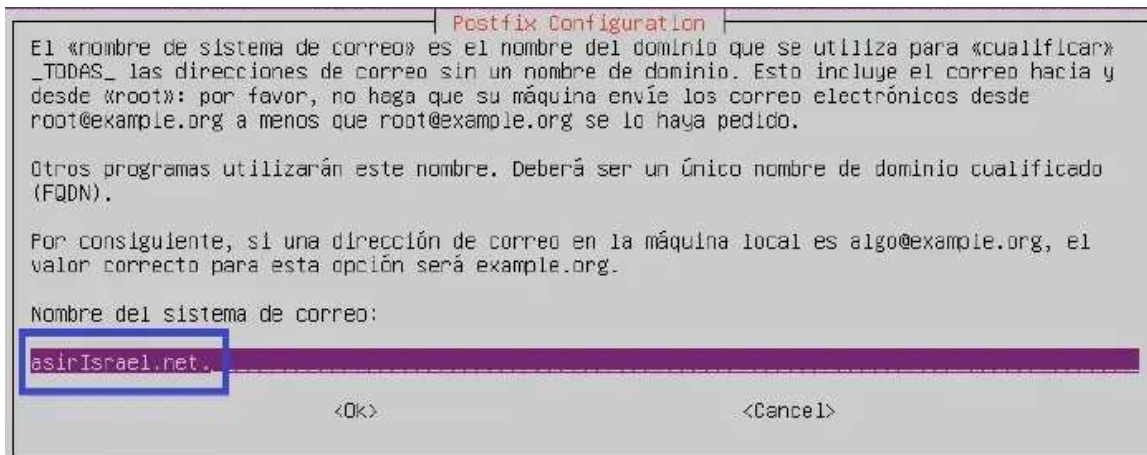 Postfix Configuration
El «nombre de sistema de correo» es el nombre del dominio que se utiliza para «cualificar»
_TODAS_ las direcciones de correo sin un nombre de dominio. Esto incluye el correo hacia y
desde «root»: por favor, no haga que su máquina envíe los correo electrónicos desde
root@example.org a menos que root@example.org se lo haya pedido.
Otros programas utilizarán este nombre. Deberá ser un único nombre de dominio cualificado
(FQDN).
Por consiguiente, si una dirección de correo en la máquina local es algo@example.org, el
valor correcto para esta opción será example.org.
Nombre del sistema de correo:
asirIsrael.net.
<Ok> <Cancel>